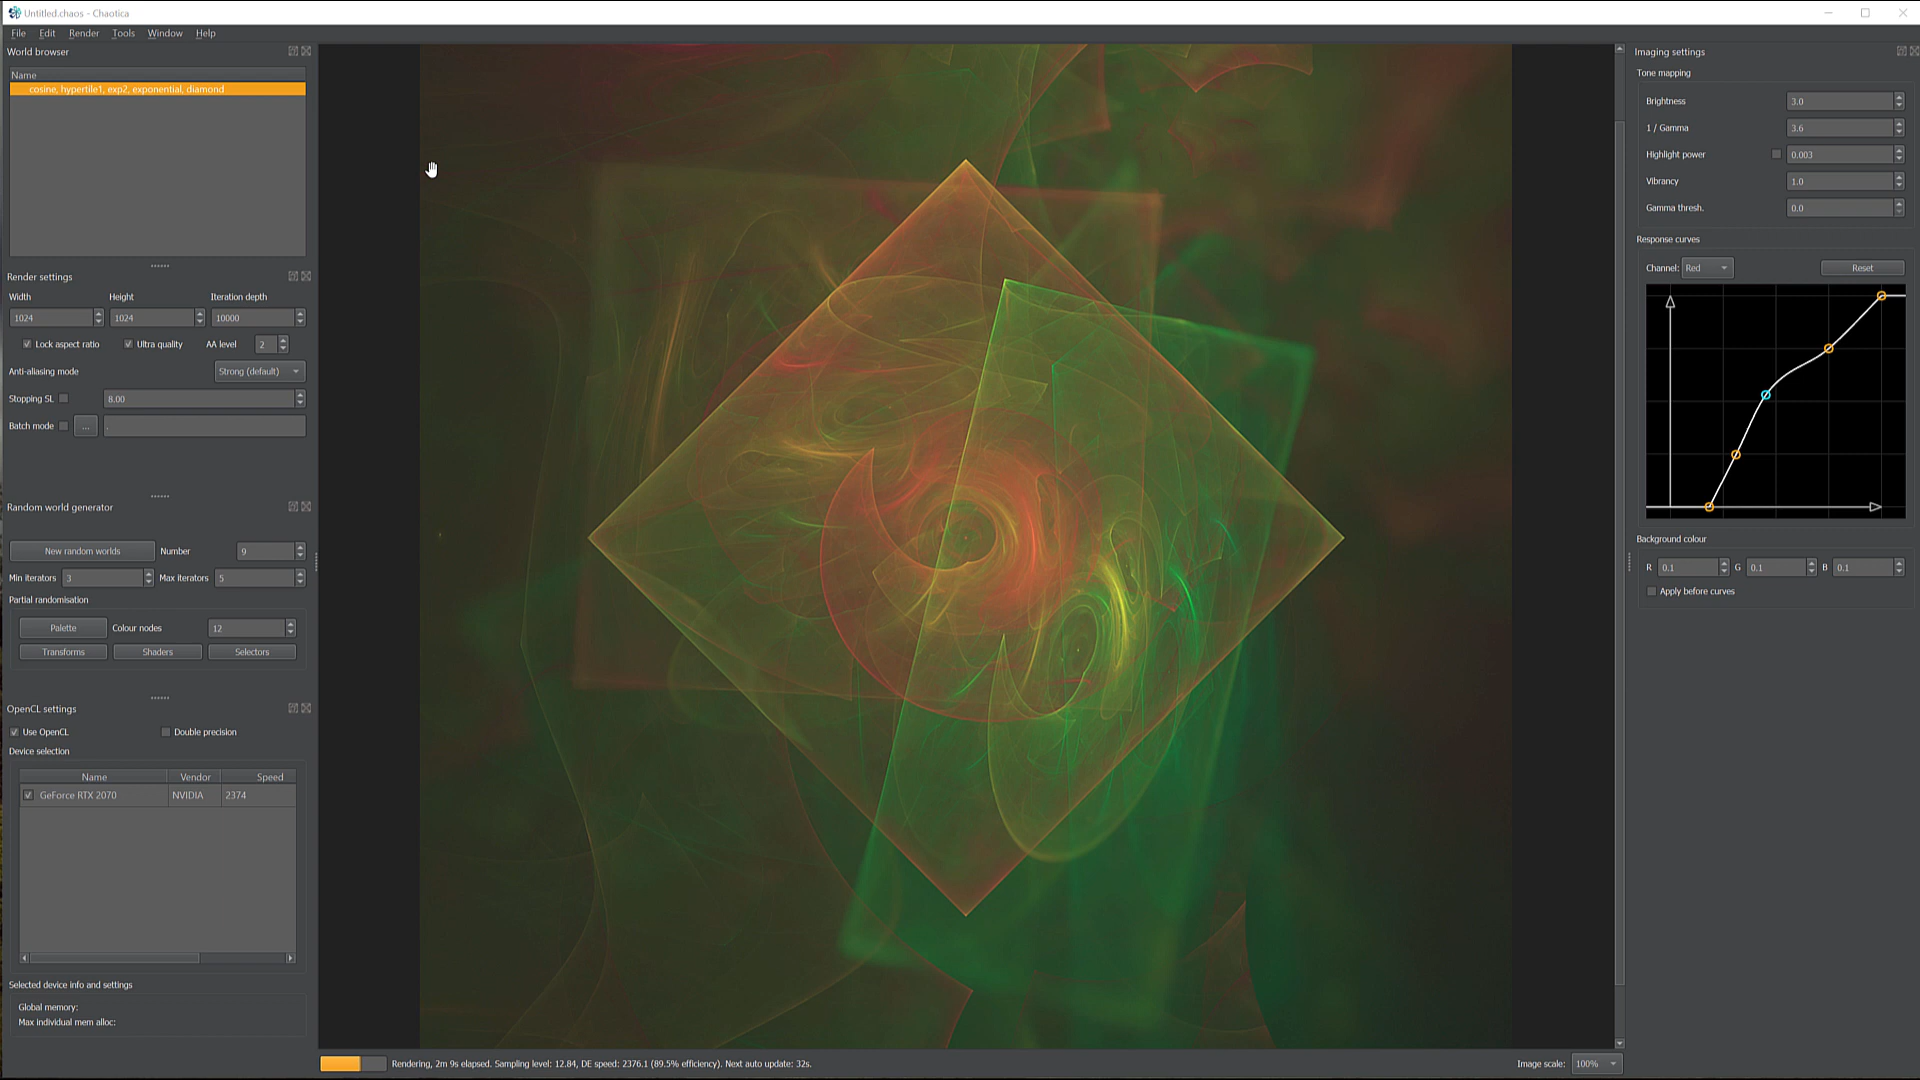 Untitled.chaos - Chaotica
File Edit Render Tools Window Help
World browser
Name
cosine, hypertile1, exp2, exponential, diamond
Render settings
Width Height Iteration depth
1024 1024 10000
Lock aspect ratio Ultra quality AA level 2
Anti-aliasing mode Strong (default)
Stopping SL 8.00
Batch mode ... .
Random world generator
New random worlds Number 9
Min iterators 3 Max iterators 5
Partial randomisation
Palette Colour nodes 12
Transforms Shaders Selectors
OpenCL settings
Use OpenCL Double precision
Device selection
Name Vendor Speed
GeForce RTX 2070 NVIDIA 2374
Selected device info and settings
Global memory:
Max individual mem alloc:
Rendering, 2m 9s elapsed. Sampling level: 12.84, DE speed: 2376.1 (89.5% efficiency). Next auto update: 32s.
Image scale: 100%
Imaging settings
Tone mapping
Brightness 3.0
1 / Gamma 3.6
Highlight power 0.003
Vibrancy 1.0
Gamma thresh. 0.0
Response curves
Channel: Red Reset
Background colour
R 0.1 G 0.1 B 0.1
Apply before curves